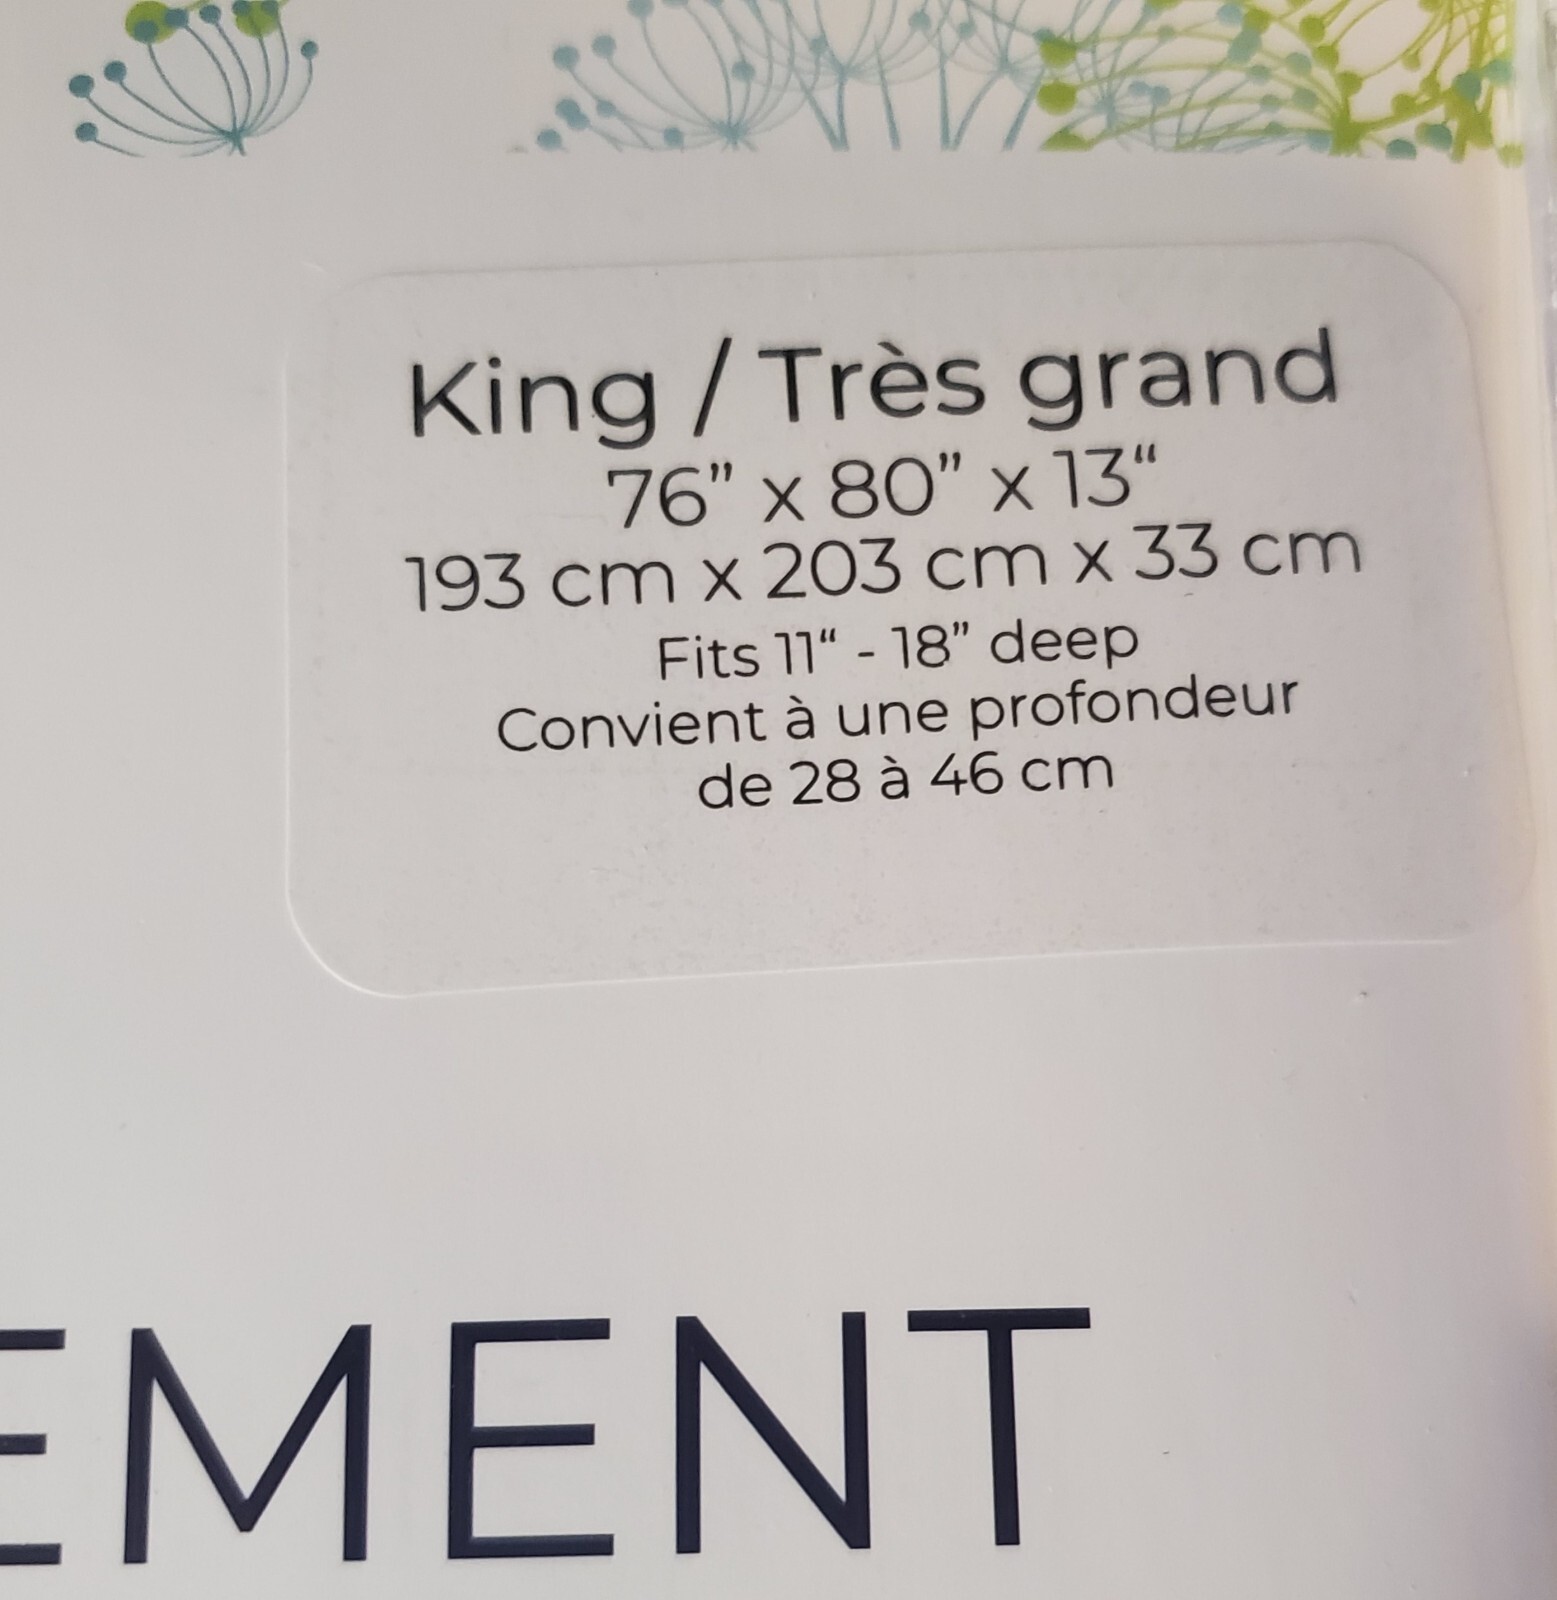 King / Très grand
76” x 80” x 13“
193 cm x 203 cm x 33 cm
Fits 11“ - 18” deep
Convient à une profondeur
de 28 à 46 cm
EMENT